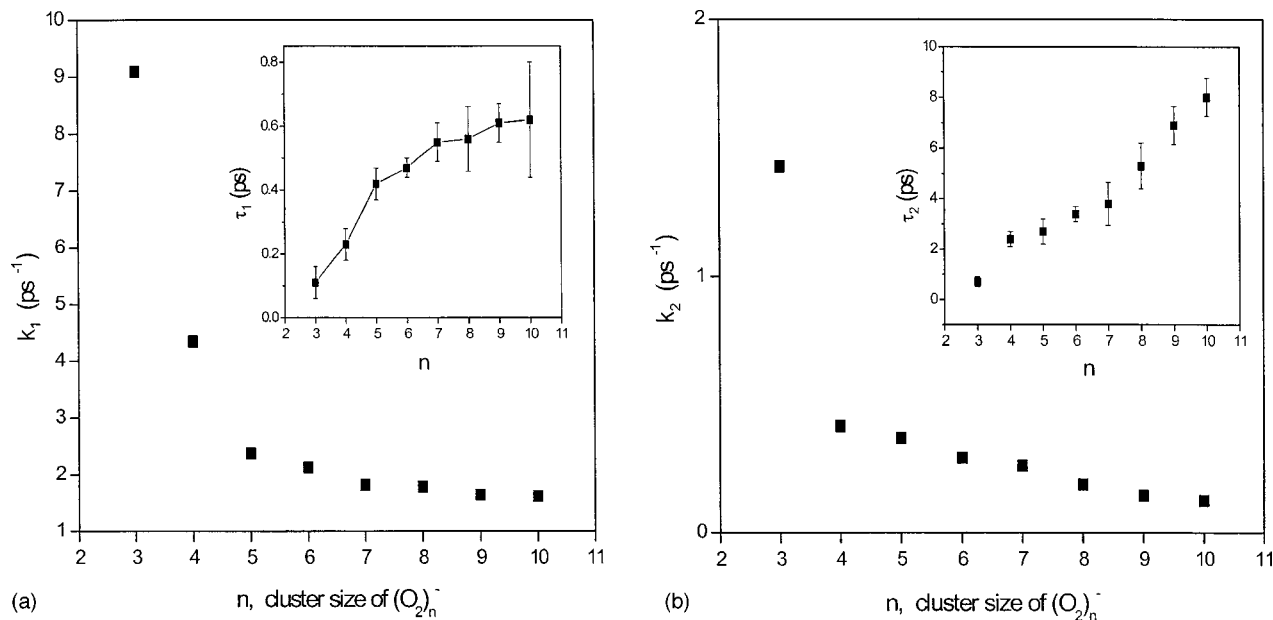 10
9
8
7
6
5
4
3
2
1
k1 (ps -1)
2 3 4 5 6 7 8 9 10 11
n, cluster size of (O2)n-
(a)
0.8
0.6
0.4
0.2
0.0
τ1 (ps)
2 3 4 5 6 7 8 9 10 11
n
2
1
0
k2 (ps-1)
2 3 4 5 6 7 8 9 10 11
n, cluster size of (O2)n-
(b)
10
8
6
4
2
0
τ2 (ps)
2 3 4 5 6 7 8 9 10 11
n